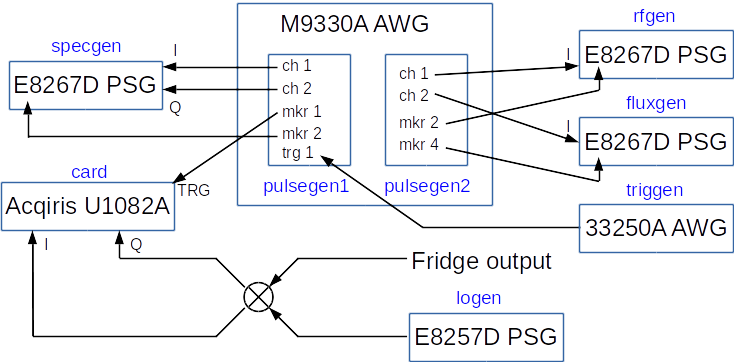 M9330A AWG
rfgen
specgen
I
E8267D PSG
Q
ch 1
ch 2
mkr 1
mkr 2
trg 1
pulsegen1
ch 1
ch 2
mkr 2
mkr 4
pulsegen2
I
E8267D PSG
fluxgen
I
E8267D PSG
card
TRG
triggen
Acqiris U1082A
33250A AWG
I
Q
Fridge output
logen
E8257D PSG